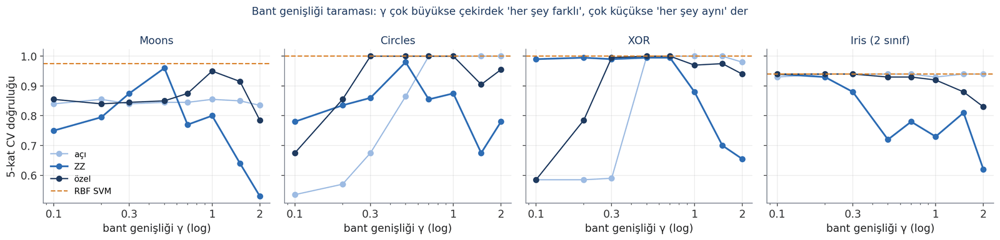 Bant genişliği taraması: γ çok büyükse çekirdek 'her şey farklı', çok küçükse 'her şey aynı' der
Moons
Circles
XOR
Iris (2 sınıf)
5-kat CV doğruluğu
1.0
0.9
0.8
0.7
0.6
açı
ZZ
özel
RBF SVM
0.1 0.3 1 2
0.1 0.3 1 2
0.1 0.3 1 2
0.1 0.3 1 2
bant genişliği γ (log)
bant genişliği γ (log)
bant genişliği γ (log)
bant genişliği γ (log)